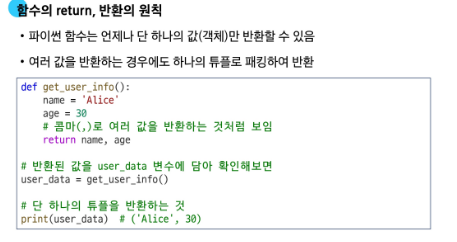 함수의 return, 반환의 원칙
• 파이썬 함수는 언제나 단 하나의 값(객체)만 반환할 수 있음
• 여러 값을 반환하는 경우에도 하나의 튜플로 패킹하여 반환
def get_user_info():
    name = 'Alice'
    age = 30
    # 콤마(,)로 여러 값을 반환하는 것처럼 보임
    return name, age
# 반환된 값을 user_data 변수에 담아 확인해보면
user_data = get_user_info()
# 단 하나의 튜플을 반환하는 것
print(user_data)  # ('Alice', 30)